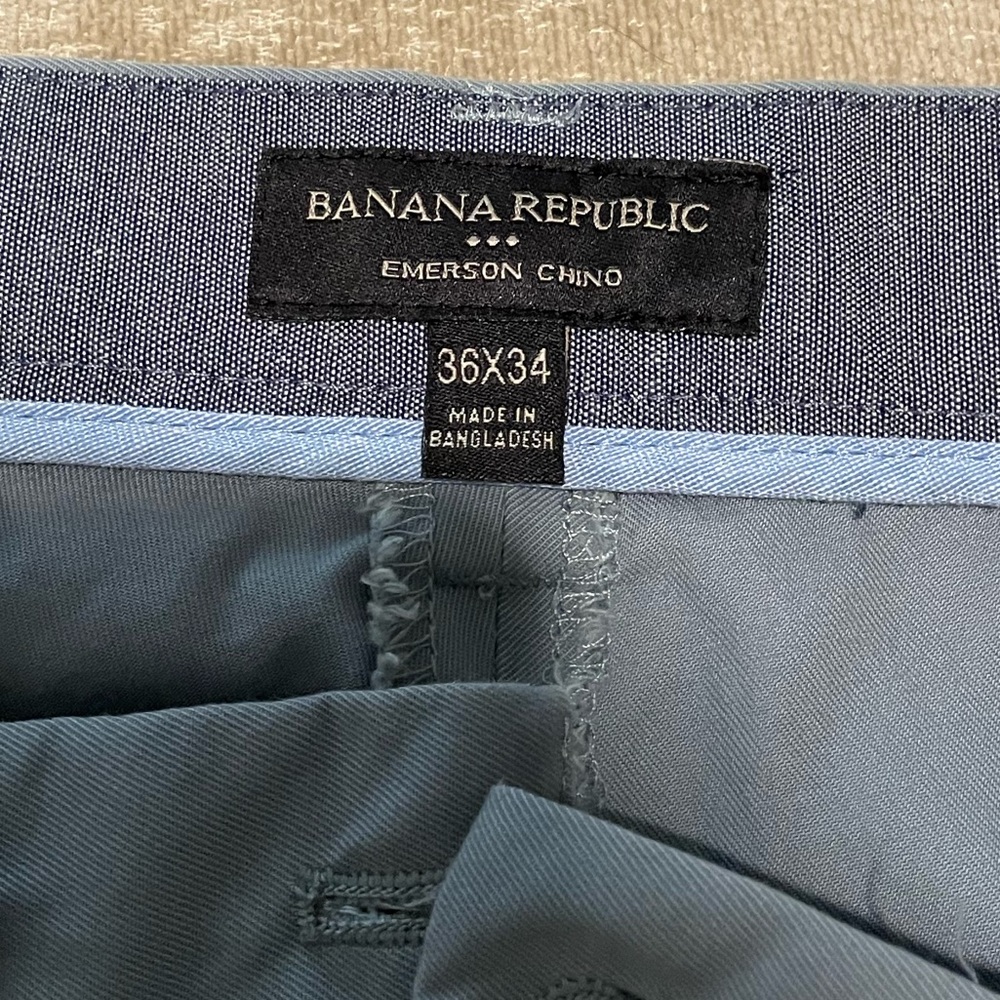 BANANA REPUBLIC
EMERSON CHINO
36X34
MADE IN
BANGLADESH